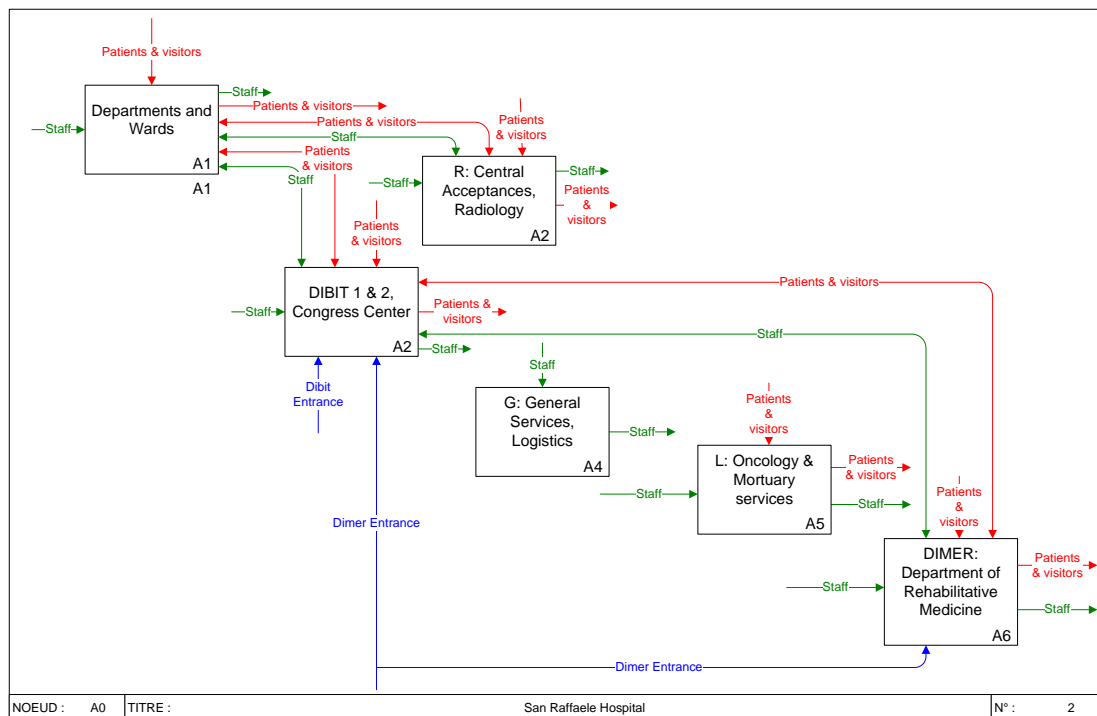 Patients & visitors
Staff
Departments and
Wards
A1
A1
Staff
Patients & visitors
Patients & visitors
Staff
Patients
& visitors
Staff
Patients
&
visitors
Staff
R: Central
Acceptances,
Radiology
A2
Staff
Patients
&
visitors
Patients
& visitors
Staff
DIBIT 1 & 2,
Congress Center
A2
Patients &
visitors
Staff
Patients & visitors
Staff
Dibit
Entrance
Staff
G: General
Services,
Logistics
A4
Staff
Patients
&
visitors
Staff
L: Oncology &
Mortuary
services
A5
Patients
& visitors
Staff
Dimer Entrance
Patients
&
visitors
Staff
DIMER:
Department of
Rehabilitative
Medicine
A6
Patients
& visitors
Staff
Dimer Entrance
NOEUD : A0 TITRE : San Raffaele Hospital N° : 2